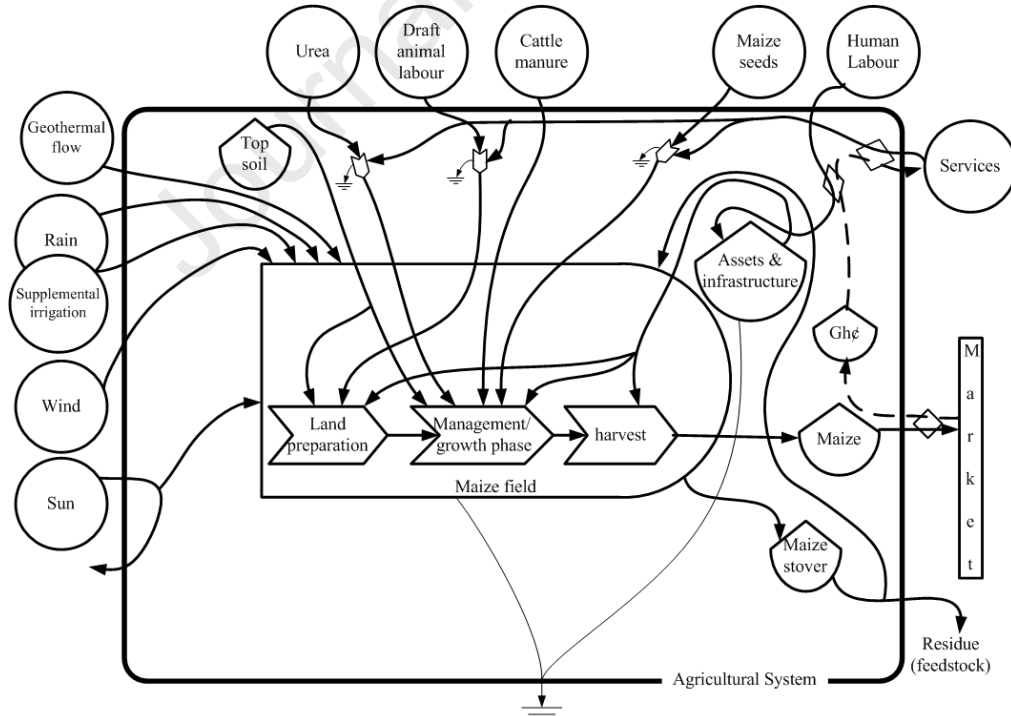 Urea
Draft
animal
labour
Cattle
manure
Maize
seeds
Human
Labour
Geothermal
flow
Top
soil
Services
Rain
Supplemental
irrigation
Assets &
infrastructure
Gh¢
Market
Wind
Land
preparation
Management/
growth phase
harvest
Maize
Maize field
Sun
Maize
stover
Residue
(feedstock)
Agricultural System
Journa